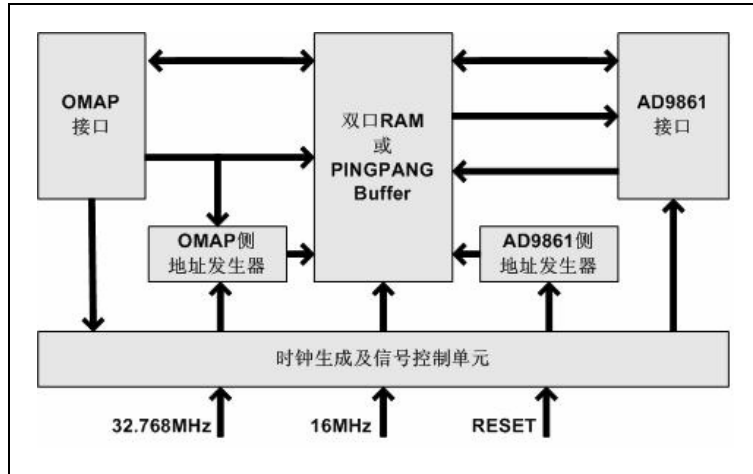 OMAP
接口
双口RAM
或
PINGPANG
Buffer
AD9861
接口
OMAP侧
地址发生器
AD9861侧
地址发生器
时钟生成及信号控制单元
32.768MHz
16MHz
RESET